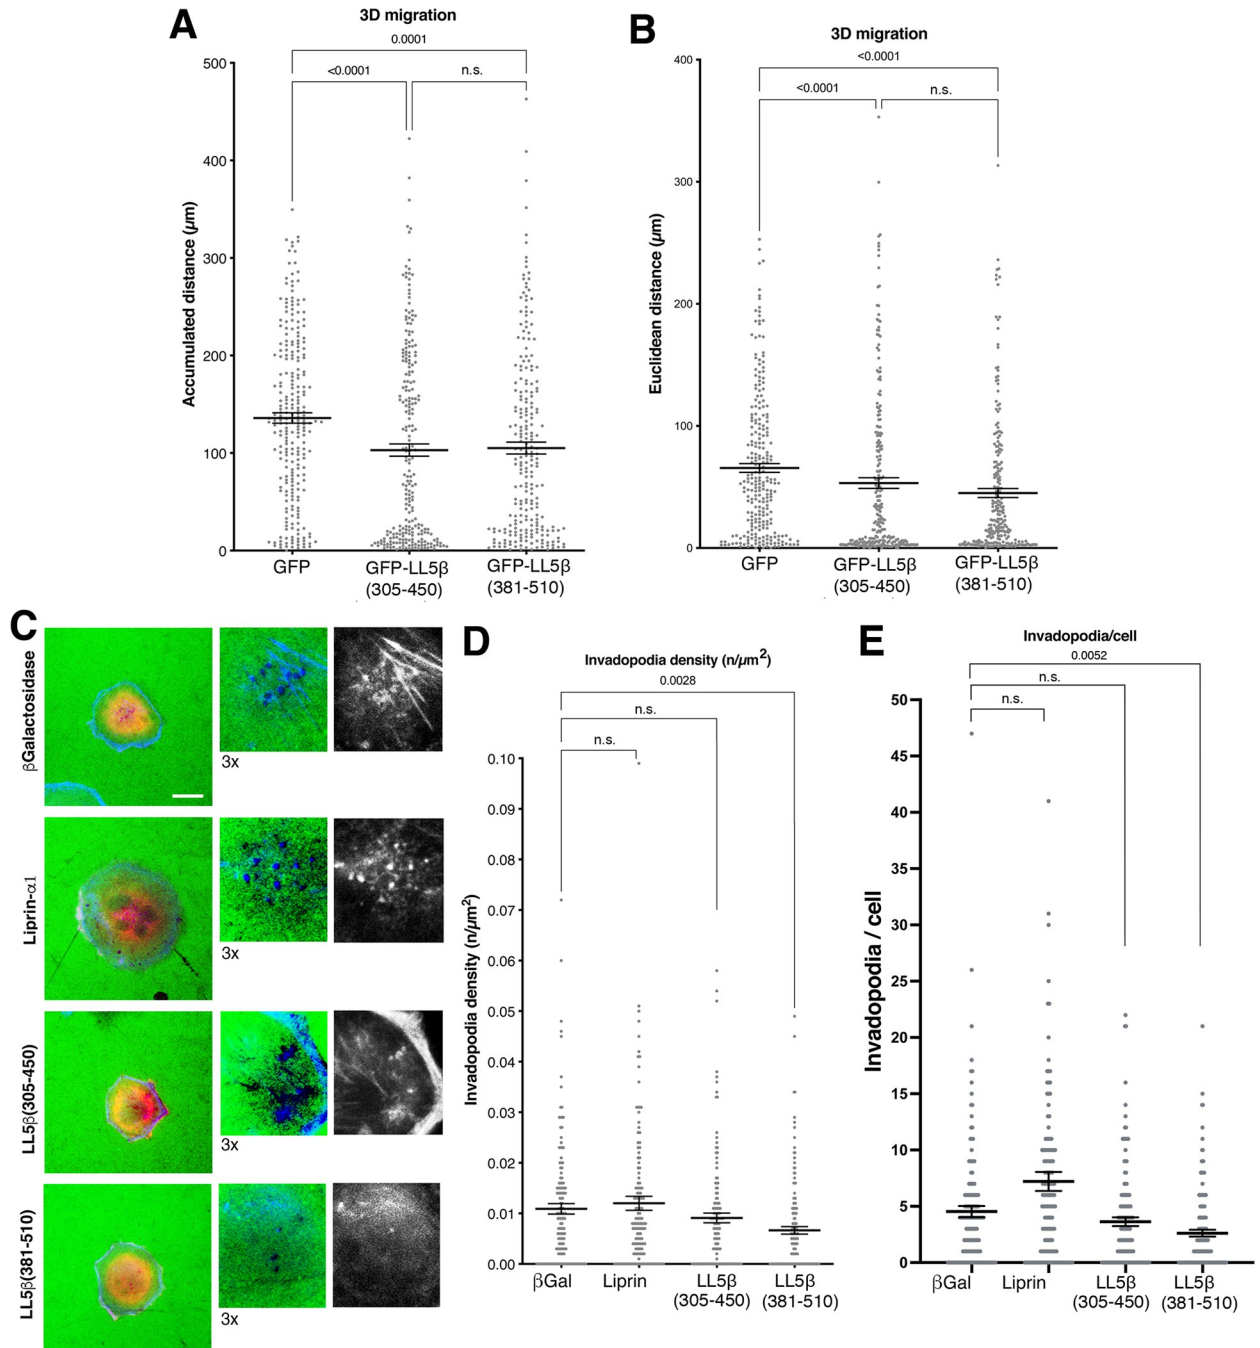 A
3D migration
0.0001
<0.0001
n.s.
Accumulated distance (µm)
500
400
300
200
100
0
GFP
GFP-LL5β
(305-450)
GFP-LL5β
(381-510)
B
3D migration
<0.0001
<0.0001
n.s.
Euclidean distance (µm)
400
300
200
100
0
GFP
GFP-LL5β
(305-450)
GFP-LL5β
(381-510)
C
βGalactosidase
3x
Liprin-α1
3x
LL5β(305-450)
3x
LL5β(381-510)
3x
D
Invadopodia density (n/µm²)
0.0028
n.s.
n.s.
Invadopodia density (n/µm²)
0.10
0.09
0.08
0.07
0.06
0.05
0.04
0.03
0.02
0.01
0.00
βGal
Liprin
LL5β
(305-450)
LL5β
(381-510)
E
Invadopodia/cell
0.0052
n.s.
n.s.
Invadopodia / cell
50
45
40
35
30
25
20
15
10
5
0
βGal
Liprin
LL5β
(305-450)
LL5β
(381-510)